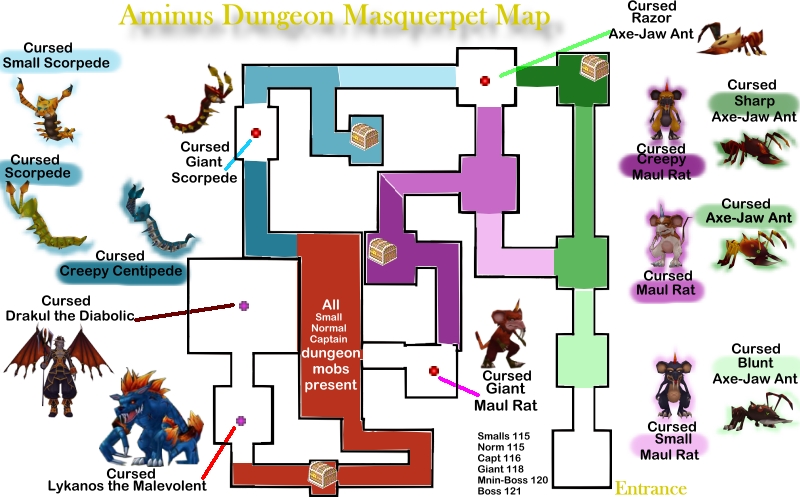 Aminus Dungeon Masquerpet Map
Cursed
Razor
Axe-Jaw Ant
Cursed
Small Scorpede
Cursed
Giant
Scorpede
Cursed
Sharp
Axe-Jaw Ant
Cursed
Creepy
Maul Rat
Cursed
Scorpede
Cursed
Creepy Centipede
Cursed
Axe-Jaw Ant
Cursed
Maul Rat
Cursed
Drakul the Diabolic
All
Small
Normal
Captain
dungeon
mobs
present
Cursed
Giant
Maul Rat
Cursed
Blunt
Axe-Jaw Ant
Cursed
Small
Maul Rat
Cursed
Lykanos the Malevolent
Smalls 115
Norm 115
Capt 116
Giant 118
Mnin-Boss 120
Boss 121
Entrance